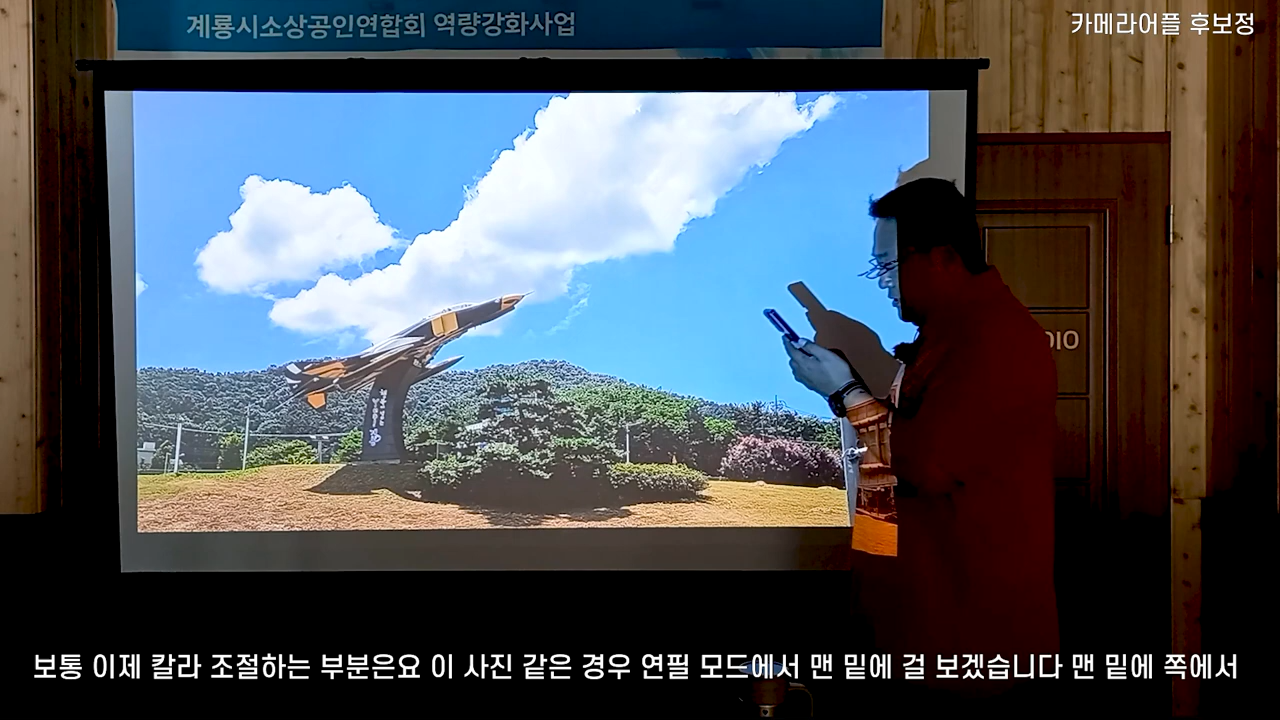 계룡시소상공인연합회 역량강화사업
카메라어플 후보정
DIO
보통 이제 칼라 조절하는 부분은요 이 사진 같은 경우 연필 모드에서 맨 밑에 걸 보겠습니다 맨 밑에 쪽에서